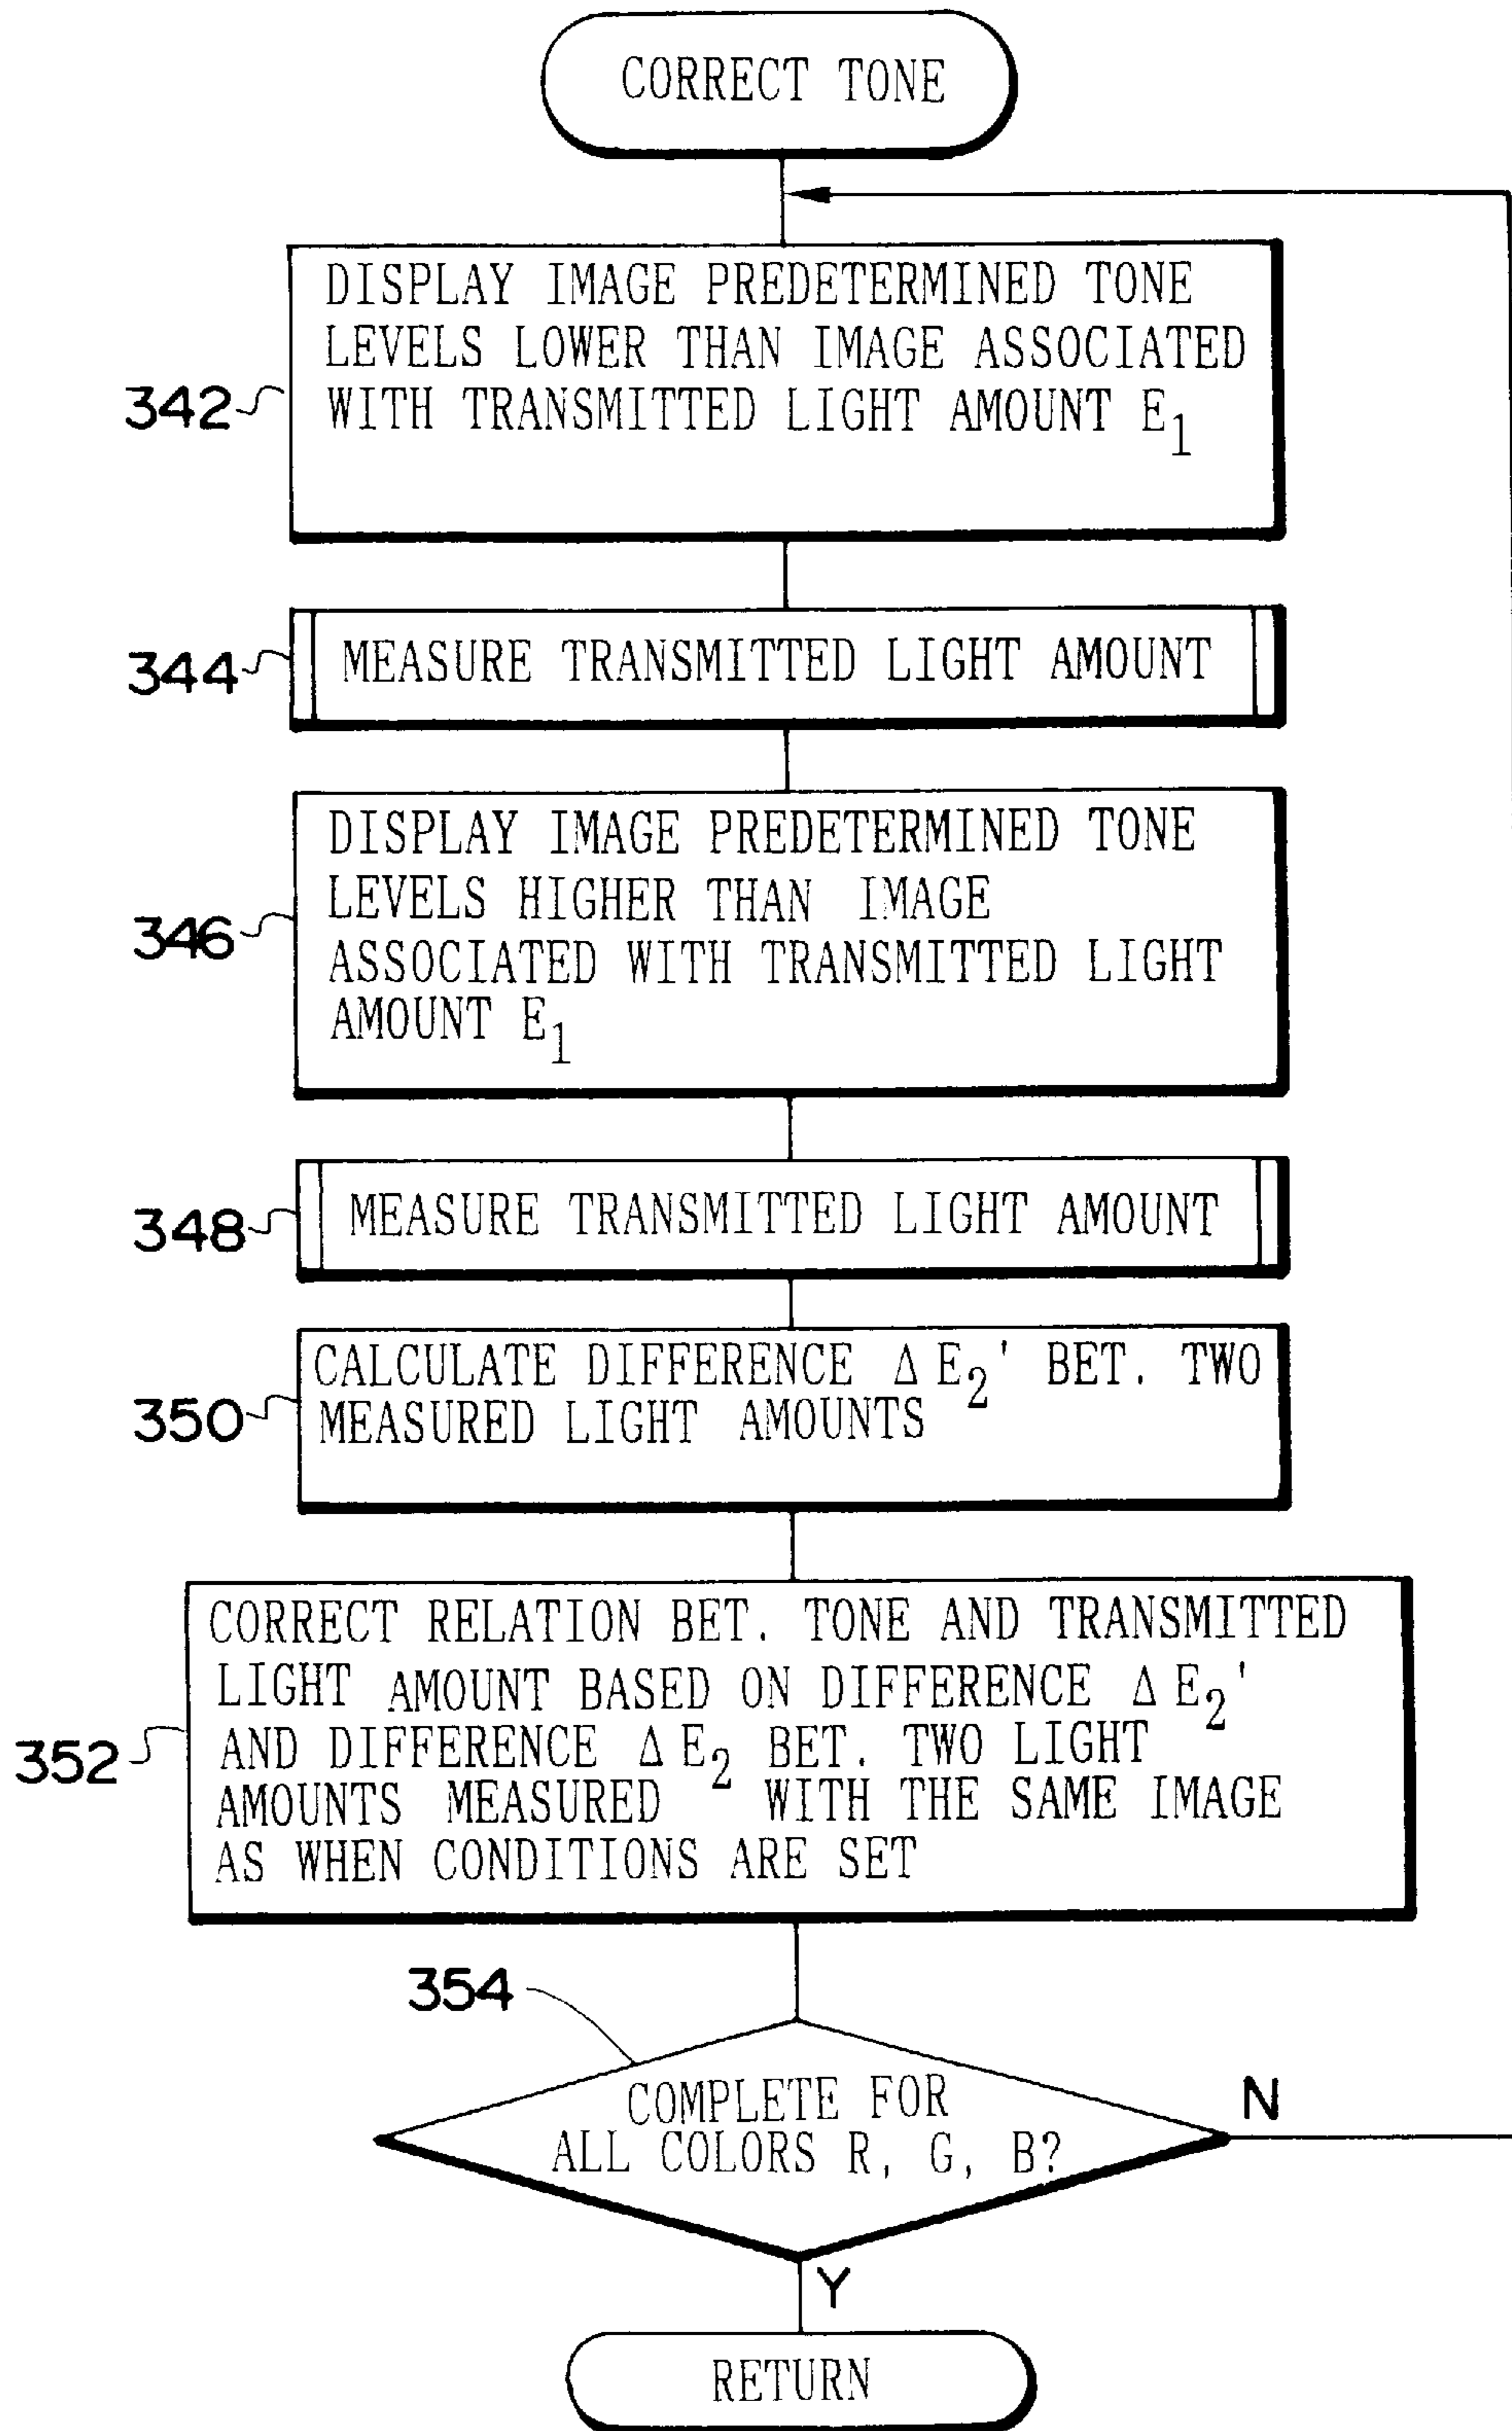 CORRECT TONE
DISPLAY IMAGE PREDETERMINED TONE
LEVELS LOWER THAN IMAGE ASSOCIATED
WITH TRANSMITTED LIGHT AMOUNT E₁
342
344
MEASURE TRANSMITTED LIGHT AMOUNT
DISPLAY IMAGE PREDETERMINED TONE
LEVELS HIGHER THAN IMAGE
ASSOCIATED WITH TRANSMITTED LIGHT
AMOUNT E₁
346
348
MEASURE TRANSMITTED LIGHT AMOUNT
CALCULATE DIFFERENCE Δ E₂' BET. TWO
MEASURED LIGHT AMOUNTS
350
CORRECT RELATION BET. TONE AND TRANSMITTED
LIGHT AMOUNT BASED ON DIFFERENCE Δ E₂'
AND DIFFERENCE Δ E₂ BET. TWO LIGHT
AMOUNTS MEASURED WITH THE SAME IMAGE
AS WHEN CONDITIONS ARE SET
352
354
COMPLETE FOR
ALL COLORS R, G, B?
N
Y
RETURN